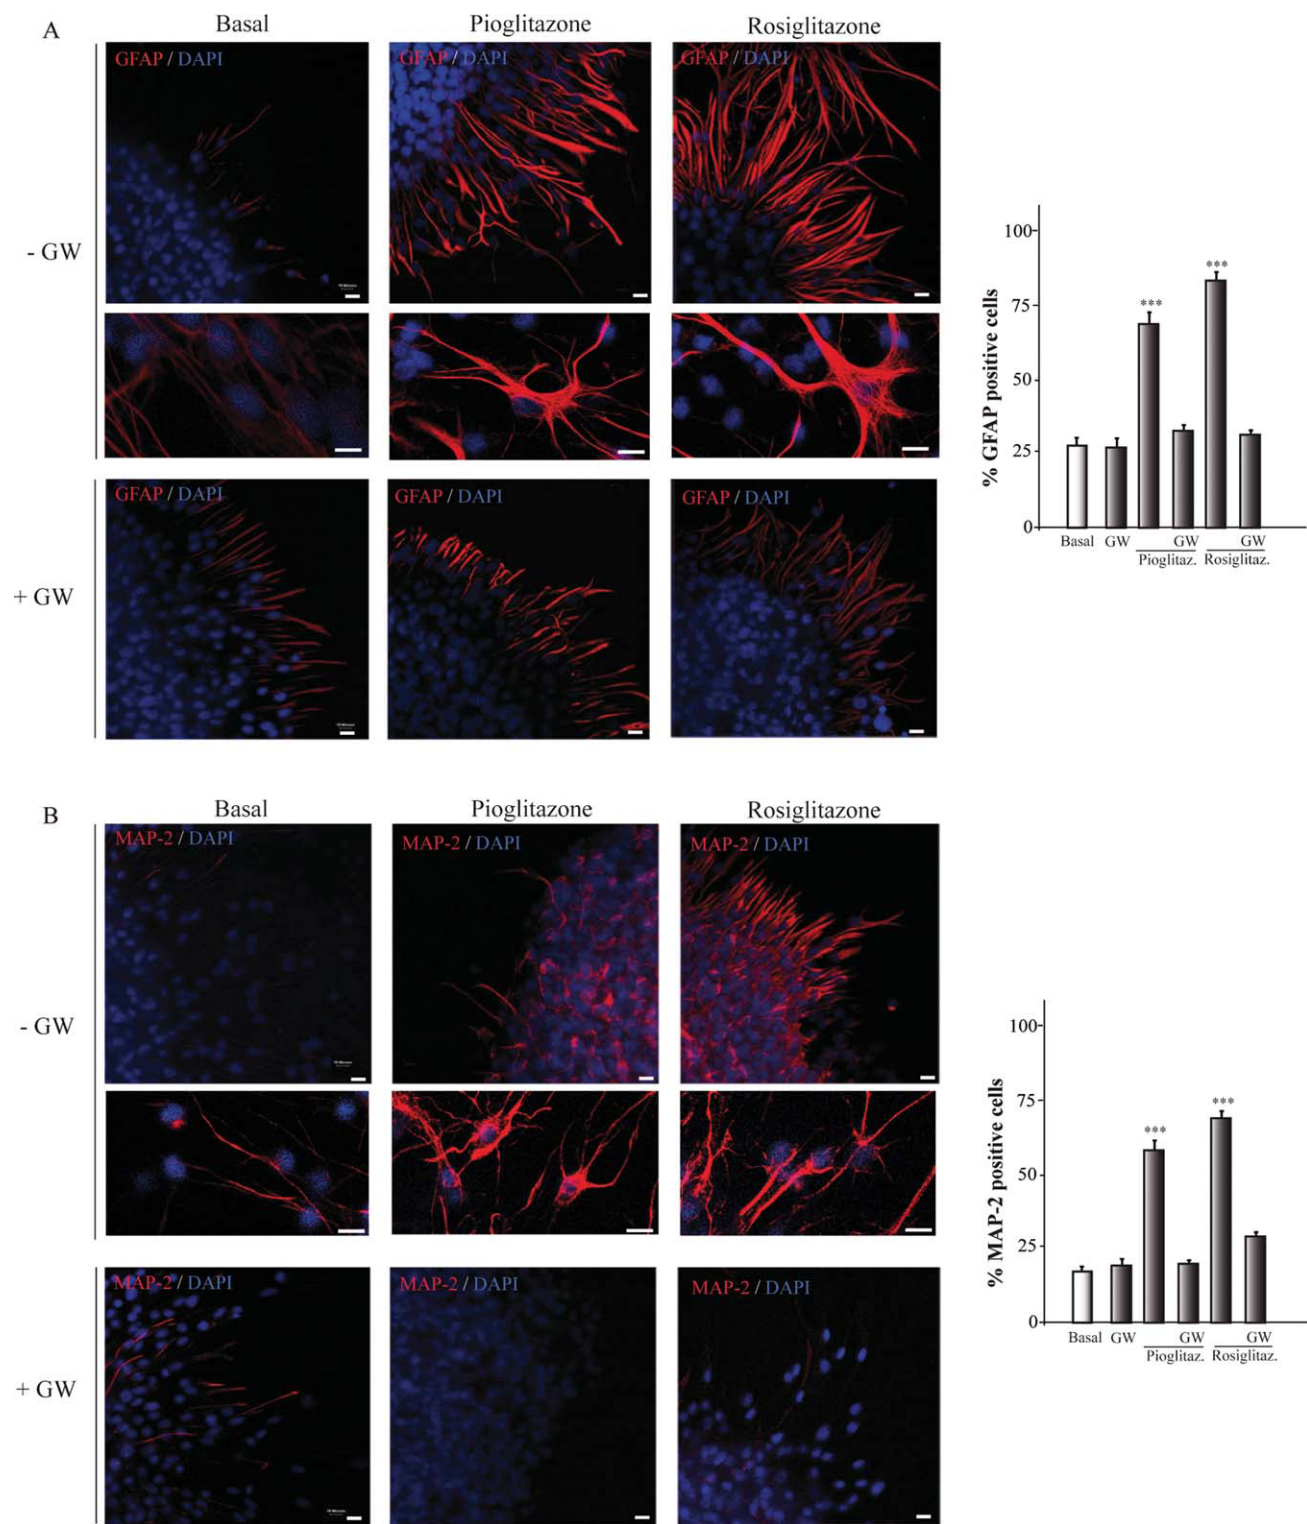 A
Basal
Pioglitazone
Rosiglitazone
GFAP / DAPI
GFAP / DAPI
GFAP / DAPI
- GW
GFAP / DAPI
GFAP / DAPI
GFAP / DAPI
+ GW
% GFAP positive cells
100
75
50
25
0
***
***
Basal
GW
GW
GW
Pioglitaz.
Rosiglitaz.
B
Basal
Pioglitazone
Rosiglitazone
MAP-2 / DAPI
MAP-2 / DAPI
MAP-2 / DAPI
- GW
MAP-2 / DAPI
MAP-2 / DAPI
MAP-2 / DAPI
+ GW
% MAP-2 positive cells
100
75
50
25
0
***
***
Basal
GW
GW
GW
Pioglitaz.
Rosiglitaz.